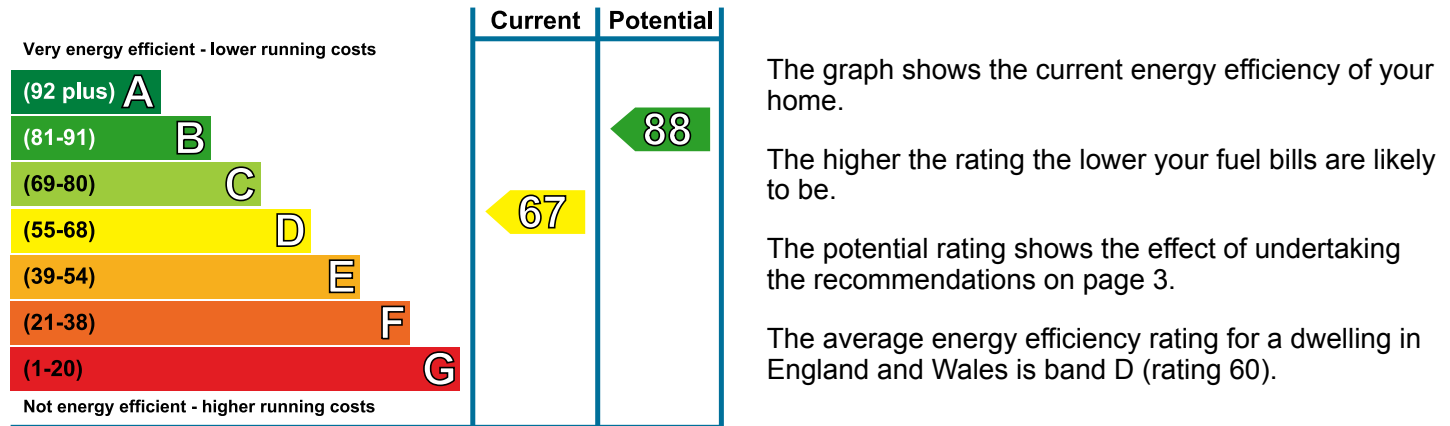 Current Potential
Very energy efficient - lower running costs
(92 plus) A
(81-91) B
(69-80) C
(55-68) D
(39-54) E
(21-38) F
(1-20) G
Not energy efficient - higher running costs
67
88
The graph shows the current energy efficiency of your
home.
The higher the rating the lower your fuel bills are likely
to be.
The potential rating shows the effect of undertaking
the recommendations on page 3.
The average energy efficiency rating for a dwelling in
England and Wales is band D (rating 60).